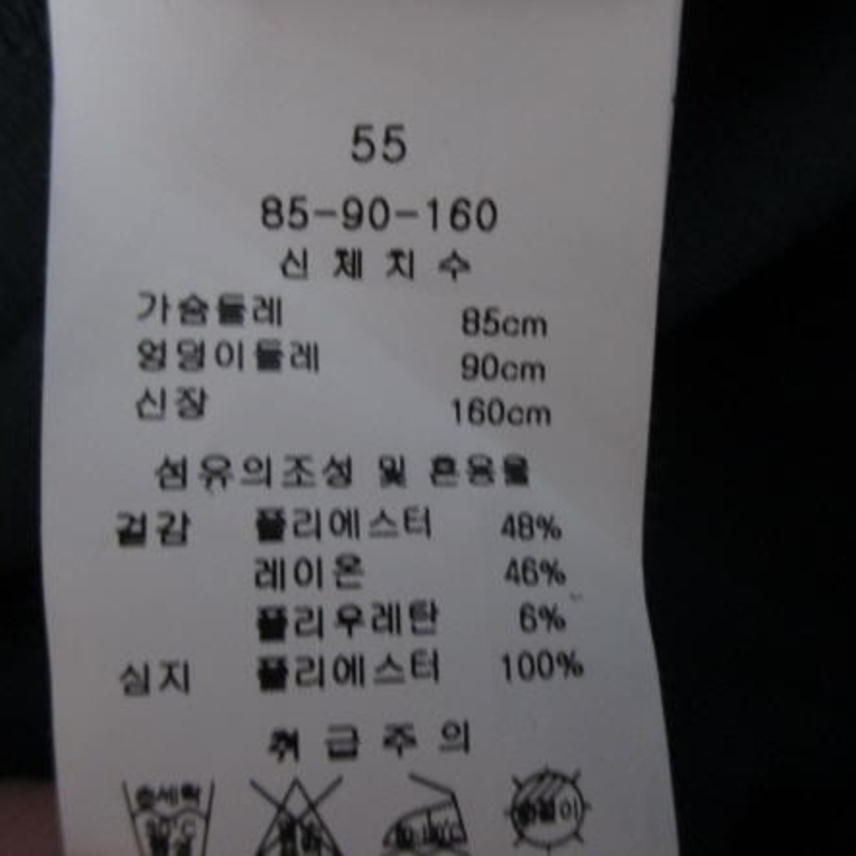 55
85-90-160
신체치수
가슴둘레 85cm
엉덩이둘레 90cm
신장 160cm
섬유의조성 및 혼용율
겉감 폴리에스터 48%
레이온 46%
폴리우레탄 6%
심지 폴리에스터 100%
취급주의